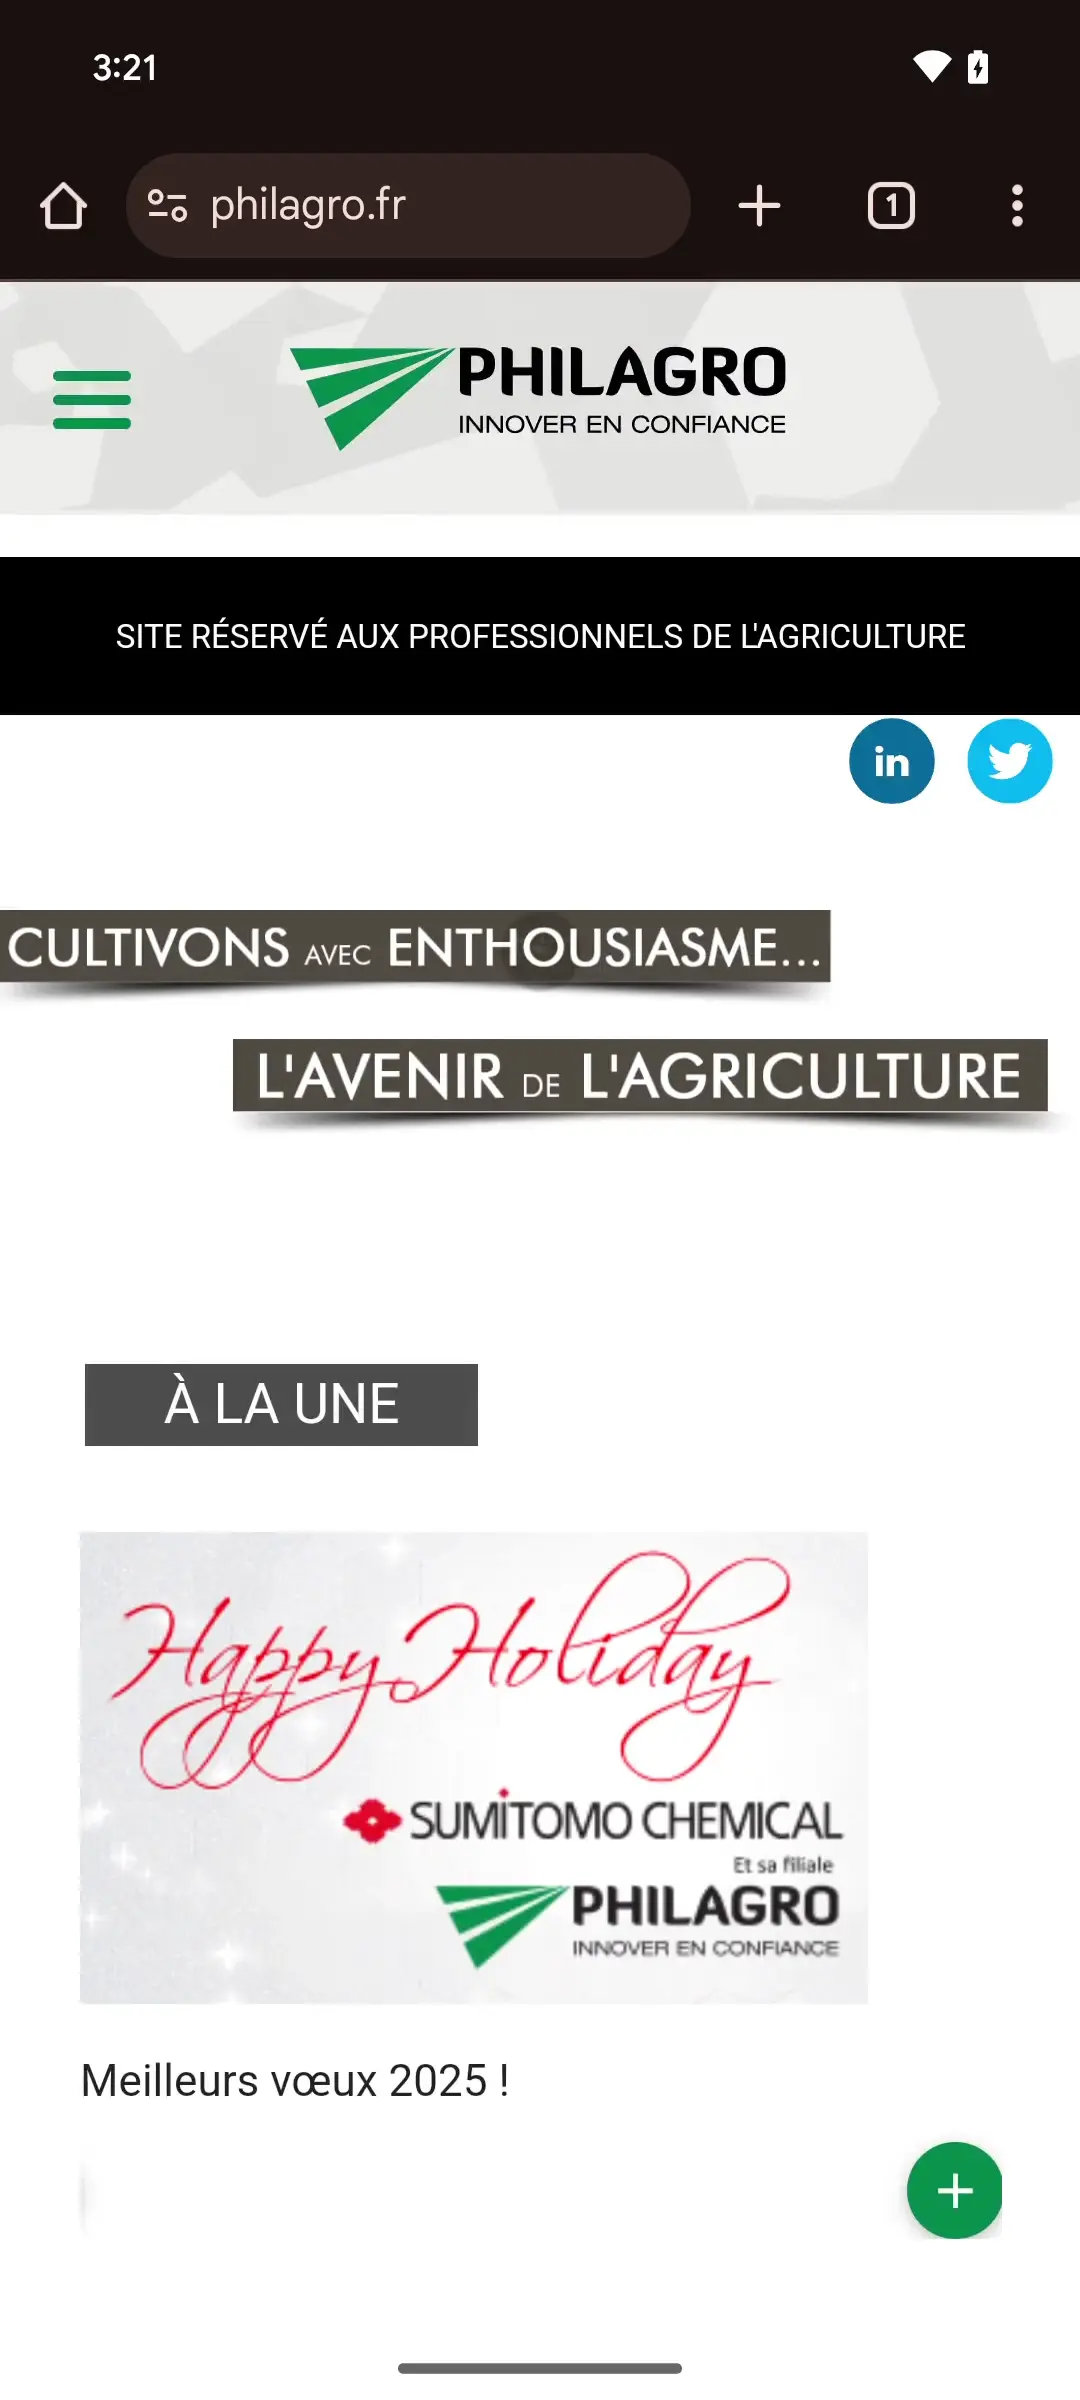 3:21
philagro.fr
1
PHILAGRO
INNOVER EN CONFIANCE
SITE RÉSERVÉ AUX PROFESSIONNELS DE L'AGRICULTURE
in
CULTIVONS AVEC ENTHOUSIASME...
L'AVENIR DE L'AGRICULTURE
À LA UNE
Happy Holiday
SUMITOMO CHEMICAL
Et sa filiale
PHILAGRO
INNOVER EN CONFIANCE
Meilleurs vœux 2025 !